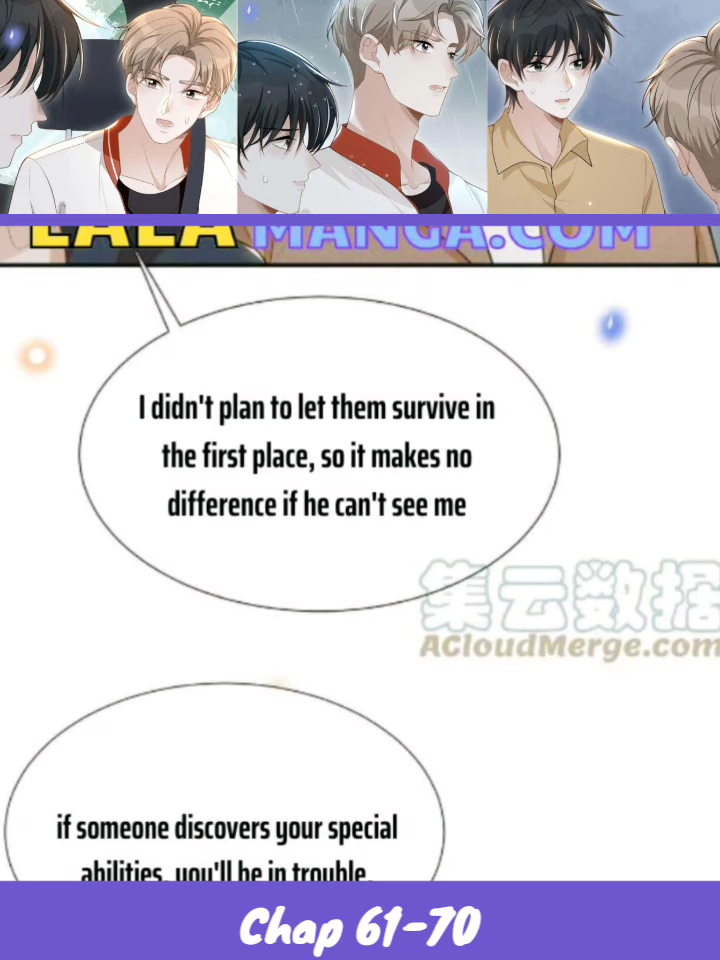 LALA MANGA.COM
I didn't plan to let them survive in
the first place, so it makes no
difference if he can't see me
集云数据
ACloudMerge.com
if someone discovers your special
abilities, you'll be in trouble.
Chap 61-70